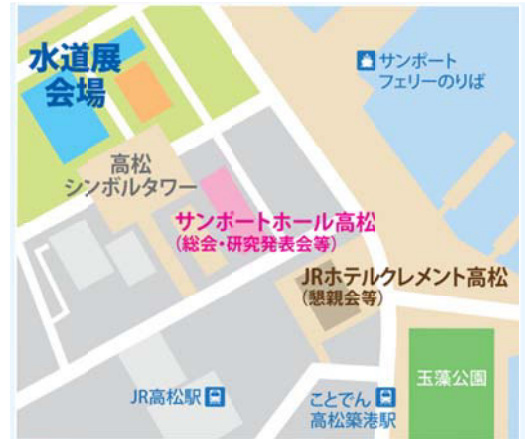 水道展
会場
サンポート
フェリーのりば
高松
シンボルタワー
サンポートホール高松
(総会・研究発表会等)
JRホテルクレメント高松
(懇親会等)
玉藻公園
JR高松駅
ことでん
高松築港駅